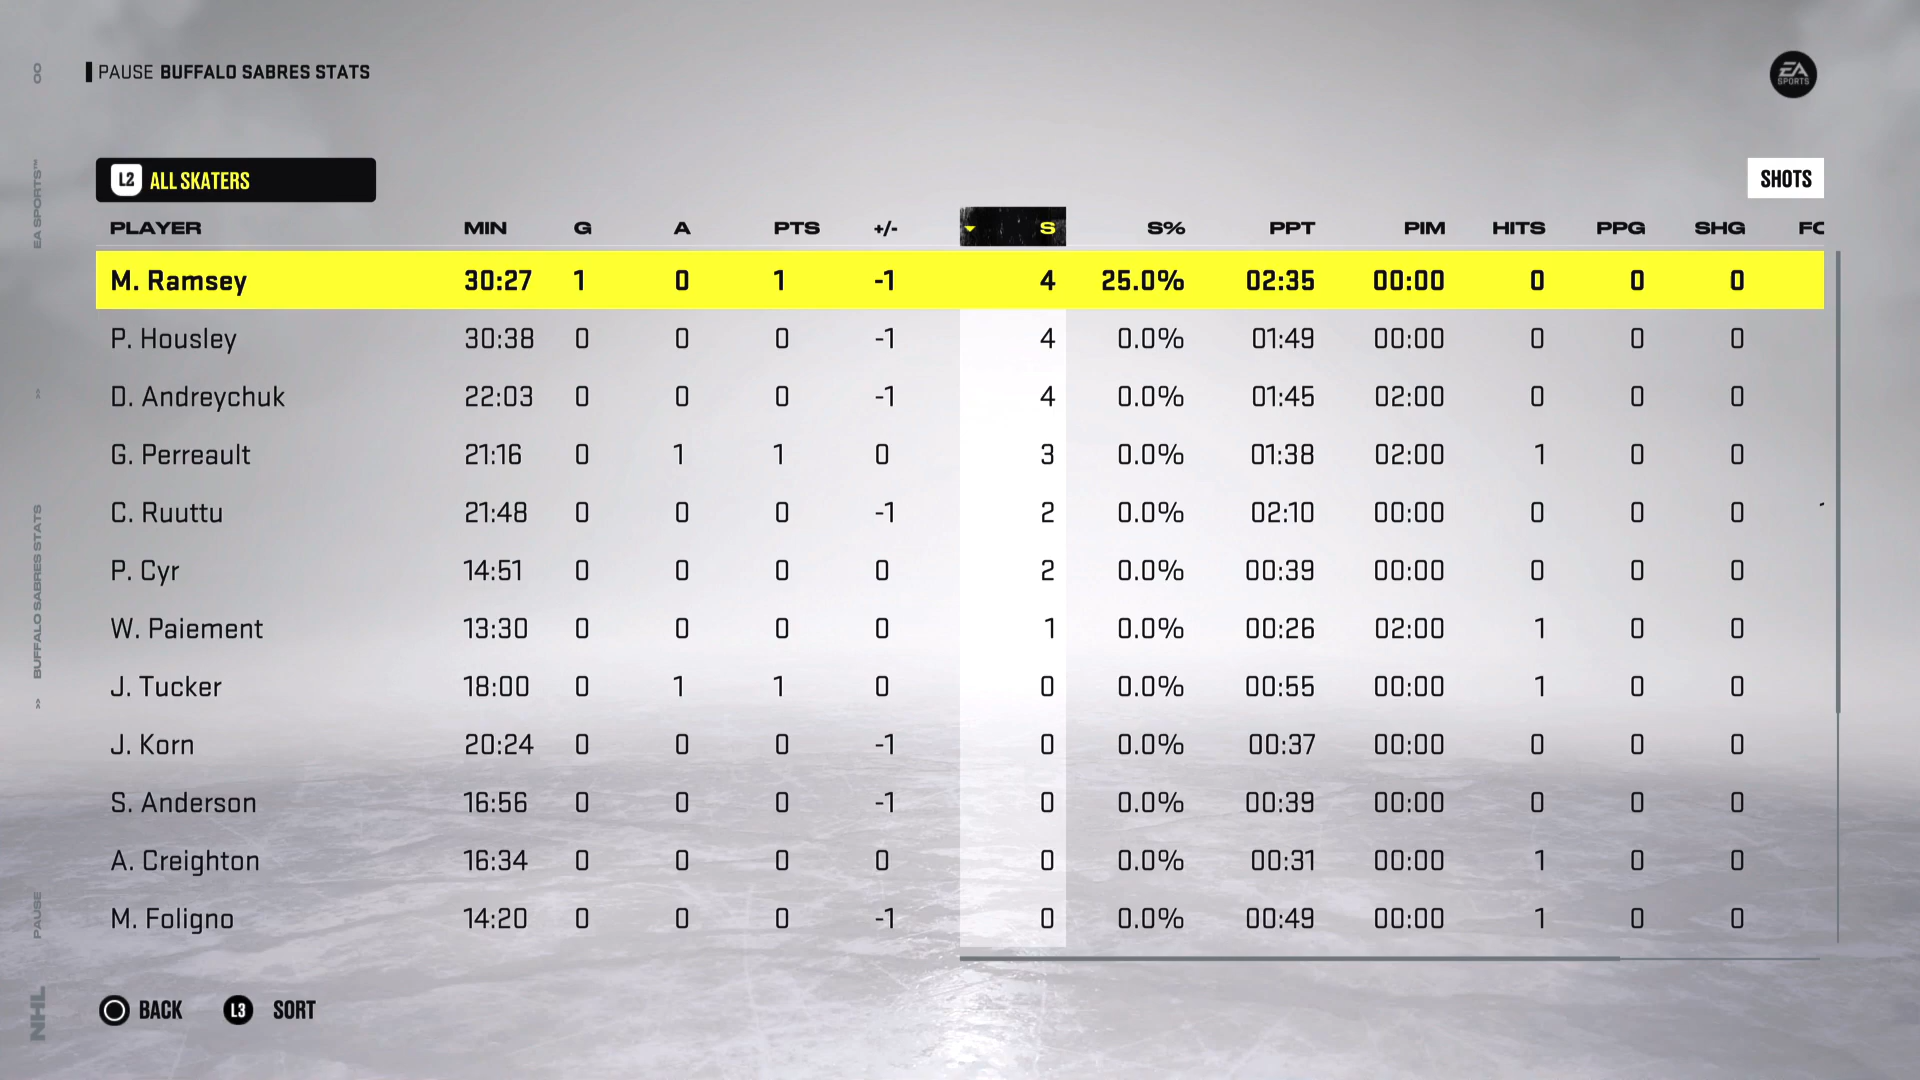 PAUSE BUFFALO SABRES STATS
EA SPORTS
L2 ALL SKATERS
SHOTS
PLAYER MIN G A PTS +/- S S% PPT PIM HITS PPG SHG FC
M. Ramsey 30:27 1 0 1 -1 4 25.0% 02:35 00:00 0 0 0
P. Housley 30:38 0 0 0 -1 4 0.0% 01:49 00:00 0 0 0
D. Andreychuk 22:03 0 0 0 -1 4 0.0% 01:45 02:00 0 0 0
G. Perreault 21:16 0 1 1 0 3 0.0% 01:38 02:00 1 0 0
C. Ruuttu 21:48 0 0 0 -1 2 0.0% 02:10 00:00 0 0 0
P. Cyr 14:51 0 0 0 0 2 0.0% 00:39 00:00 0 0 0
W. Paiement 13:30 0 0 0 0 1 0.0% 00:26 02:00 1 0 0
J. Tucker 18:00 0 1 1 0 0 0.0% 00:55 00:00 1 0 0
J. Korn 20:24 0 0 0 -1 0 0.0% 00:37 00:00 0 0 0
S. Anderson 16:56 0 0 0 -1 0 0.0% 00:39 00:00 0 0 0
A. Creighton 16:34 0 0 0 0 0 0.0% 00:31 00:00 1 0 0
M. Foligno 14:20 0 0 0 -1 0 0.0% 00:49 00:00 1 0 0
BACK L3 SORT
NHL PAUSE >> BUFFALO SABRES STATS >> EA SPORTS™ 00